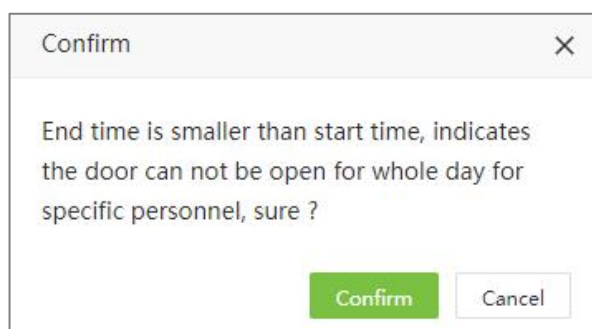 Confirm
End time is smaller than start time, indicates
the door can not be open for whole day for
specific personnel, sure ?
Confirm
Cancel